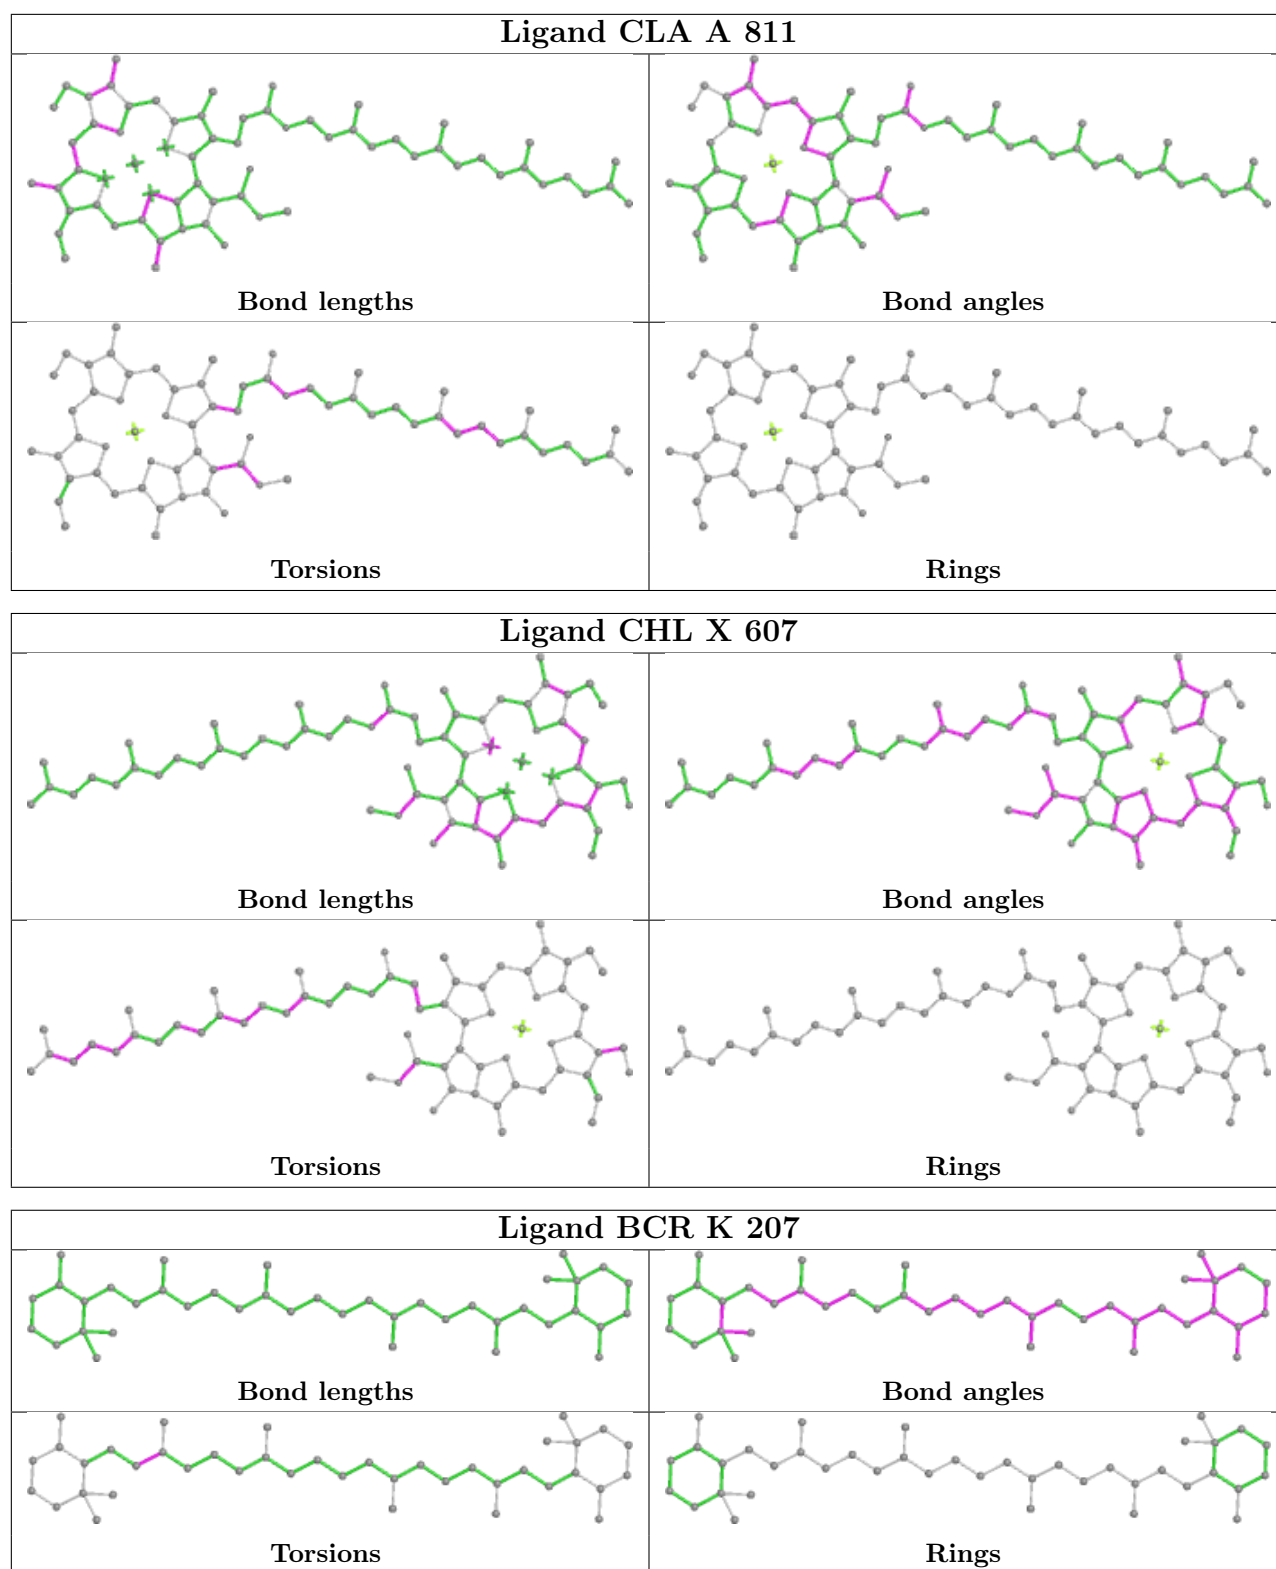 Ligand CLA A 811
Bond lengths
Bond angles
Torsions
Rings
Ligand CHL X 607
Bond lengths
Bond angles
Torsions
Rings
Ligand BCR K 207
Bond lengths
Bond angles
Torsions
Rings